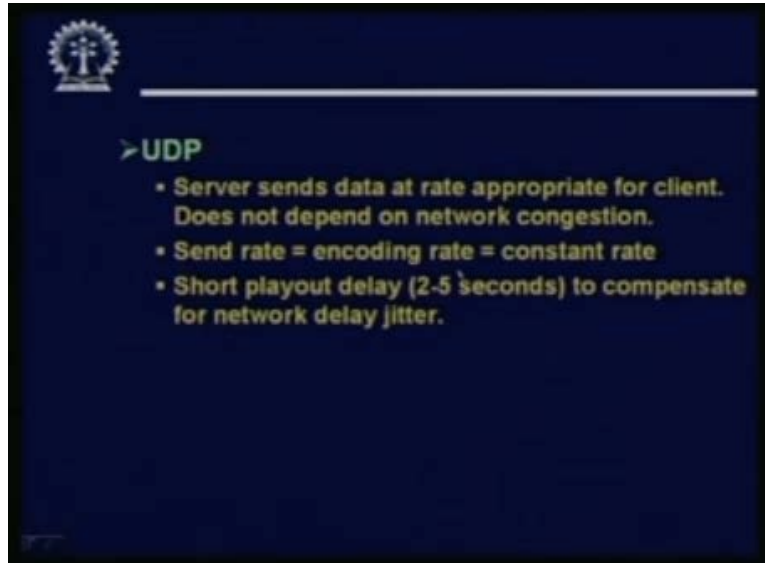 ➢UDP
▪ Server sends data at rate appropriate for client.
Does not depend on network congestion.
▪ Send rate = encoding rate = constant rate
▪ Short playout delay (2-5 seconds) to compensate
for network delay jitter.